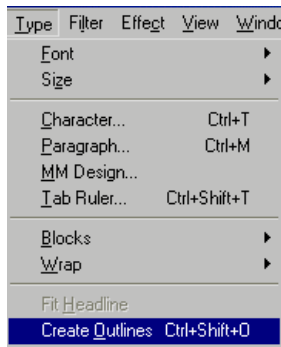 Type Filter Effect View Windo
Font
Size
Character... Ctrl+T
Paragraph... Ctrl+M
MM Design...
Tab Ruler... Ctrl+Shift+T
Blocks
Wrap
Fit Headline
Create Outlines Ctrl+Shift+O